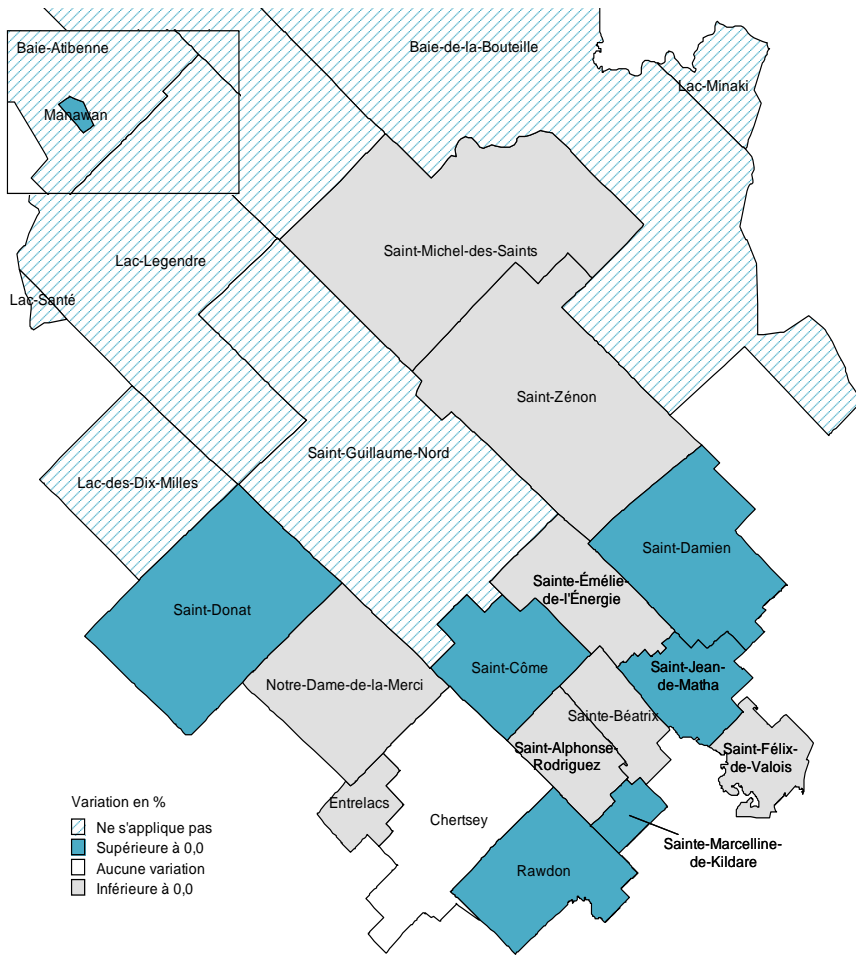 Baie-Atibenne
Baie-de-la-Bouteille
Lac-Minaki
Manawan
Saint-Michel-des-Saints
Lac-Legendre
Lac-Santé
Saint-Zénon
Saint-Guillaume-Nord
Lac-des-Dix-Milles
Saint-Damien
Sainte-Émélie-
de-l'Énergie
Saint-Donat
Saint-Côme
Saint-Jean-
de-Matha
Notre-Dame-de-la-Merci
Sainte-Béatrix
Saint-Alphonse-
Rodriguez
Saint-Félix-
de-Valois
Entrelacs
Chertsey
Sainte-Marcelline-
de-Kildare
Rawdon
Variation en %
Ne s'applique pas
Supérieure à 0,0
Aucune variation
Inférieure à 0,0